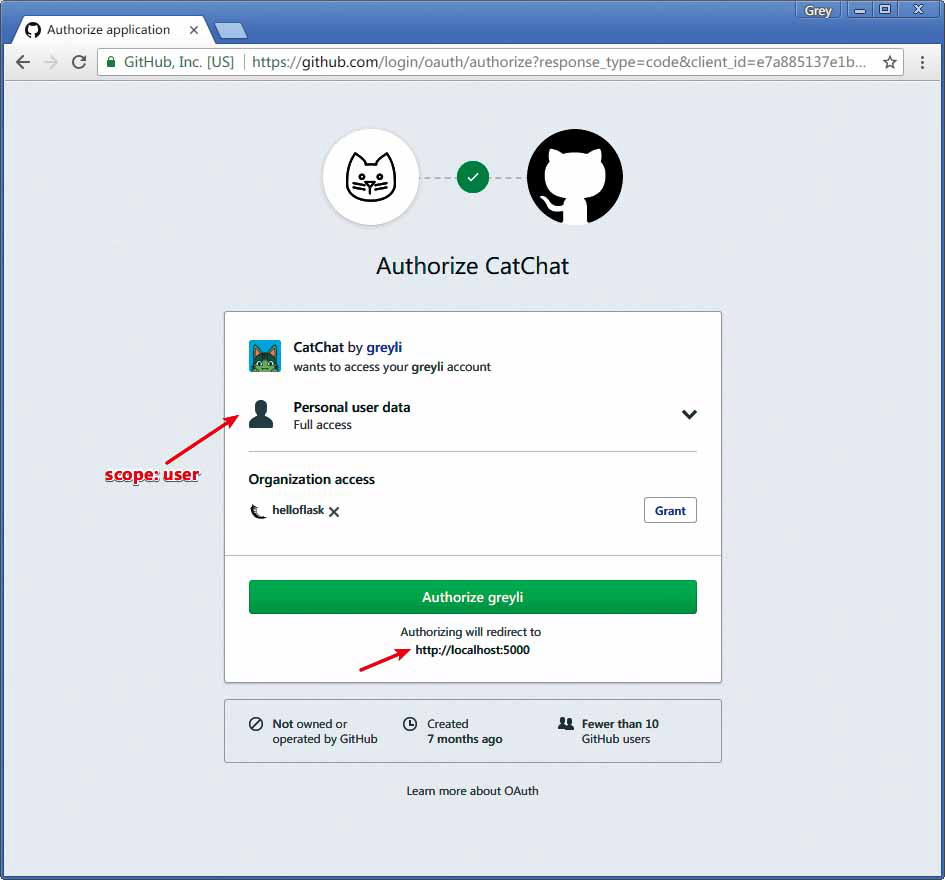 Grey
Authorize application
GitHub, Inc. [US] https://github.com/login/oauth/authorize?response_type=code&client_id=e7a885137e1b...
Authorize CatChat
CatChat by greyli
wants to access your greyli account
Personal user data
Full access
scope: user
Organization access
helloflask
Grant
Authorize greyli
Authorizing will redirect to
http://localhost:5000
Not owned or
operated by GitHub
Created
7 months ago
Fewer than 10
GitHub users
Learn more about OAuth